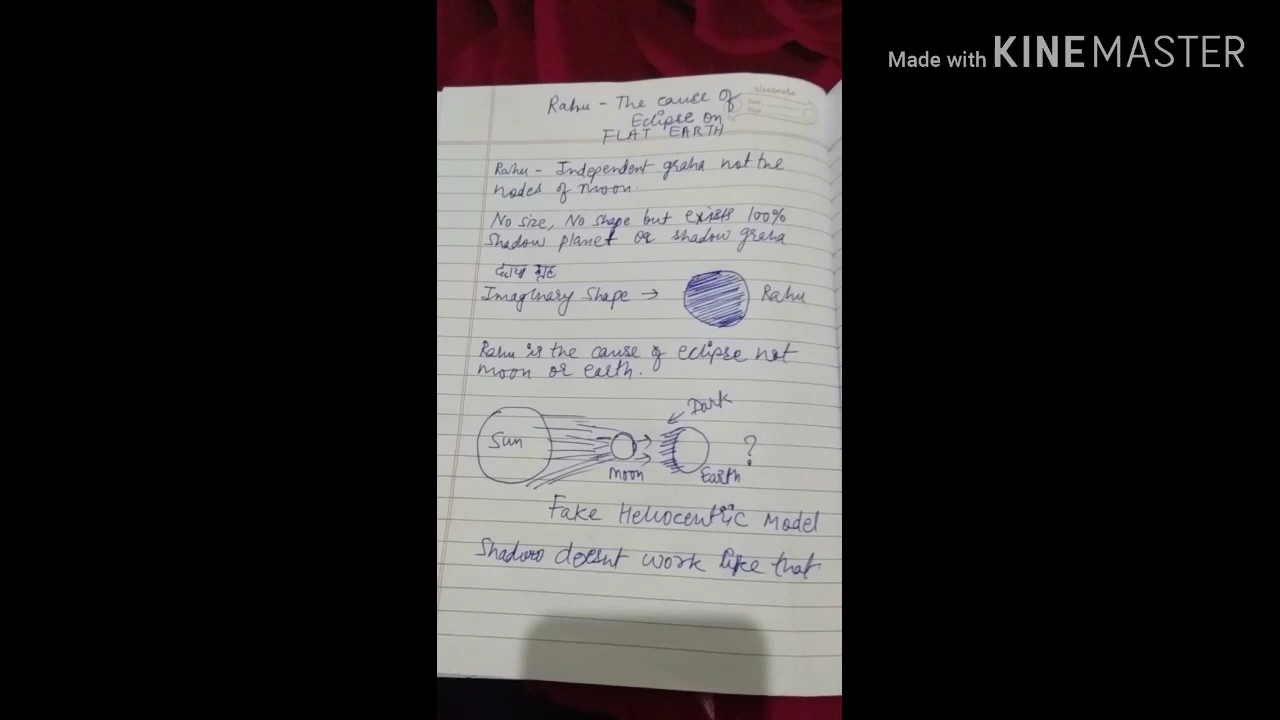 Made with KINEMASTER
classmate
Rahu - The cause of
Eclipse on
FLAT EARTH
Rahu - Independent graha not the
nodes of moon.
No size, No shape but exists 100%
Shadow planet or shadow graha
छाया ग्रह
Imaginary Shape → Rahu
Rahu is the cause of eclipse not
moon or earth.
Dark
Sun
Moon
Earth
?
Fake Heliocentric Model
Shadow doesnt work like that